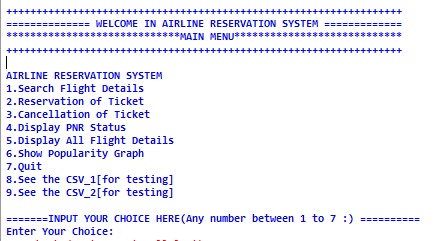 ++++++++++++++++++++++++++++++++++++++++++++++++++++++++++++++++++
============== WELCOME IN AIRLINE RESERVATION SYSTEM =============
*****************************MAIN MENU****************************
++++++++++++++++++++++++++++++++++++++++++++++++++++++++++++++++++
AIRLINE RESERVATION SYSTEM
1.Search Flight Details
2.Reservation of Ticket
3.Cancellation of Ticket
4.Display PNR Status
5.Display All Flight Details
6.Show Popularity Graph
7.Quit
8.See the CSV_1[for testing]
9.See the CSV_2[for testing]
=======INPUT YOUR CHOICE HERE(Any number between 1 to 7 :) ==========
Enter Your Choice: